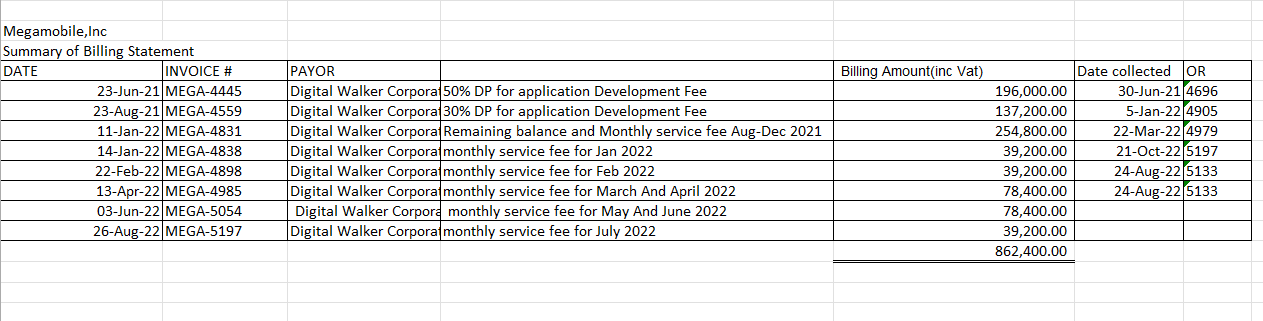 Megamobile,Inc
Summary of Billing Statement
DATE INVOICE # PAYOR Billing Amount(inc Vat) Date collected OR
23-Jun-21 MEGA-4445 Digital Walker Corporat 50% DP for application Development Fee 196,000.00 30-Jun-21 4696
23-Aug-21 MEGA-4559 Digital Walker Corporat 30% DP for application Development Fee 137,200.00 5-Jan-22 4905
11-Jan-22 MEGA-4831 Digital Walker Corporat Remaining balance and Monthly service fee Aug-Dec 2021 254,800.00 22-Mar-22 4979
14-Jan-22 MEGA-4838 Digital Walker Corporat monthly service fee for Jan 2022 39,200.00 21-Oct-22 5197
22-Feb-22 MEGA-4898 Digital Walker Corporat monthly service fee for Feb 2022 39,200.00 24-Aug-22 5133
13-Apr-22 MEGA-4985 Digital Walker Corporat monthly service fee for March And April 2022 78,400.00 24-Aug-22 5133
03-Jun-22 MEGA-5054 Digital Walker Corpora monthly service fee for May And June 2022 78,400.00
26-Aug-22 MEGA-5197 Digital Walker Corporat monthly service fee for July 2022 39,200.00
862,400.00